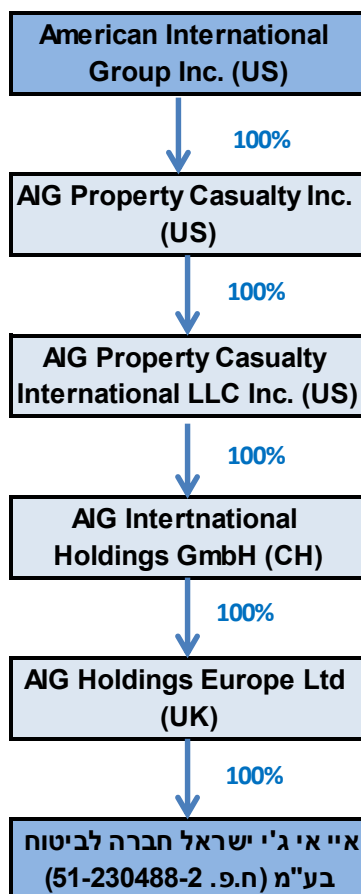 American International
Group Inc. (US)
100%
AIG Property Casualty Inc.
(US)
100%
AIG Property Casualty
International LLC Inc. (US)
100%
AIG Intertnational
Holdings GmbH (CH)
100%
AIG Holdings Europe Ltd
(UK)
100%
איי אי ג'י ישראל חברה לביטוח
בע"מ (ח.פ. 51-230488-2)